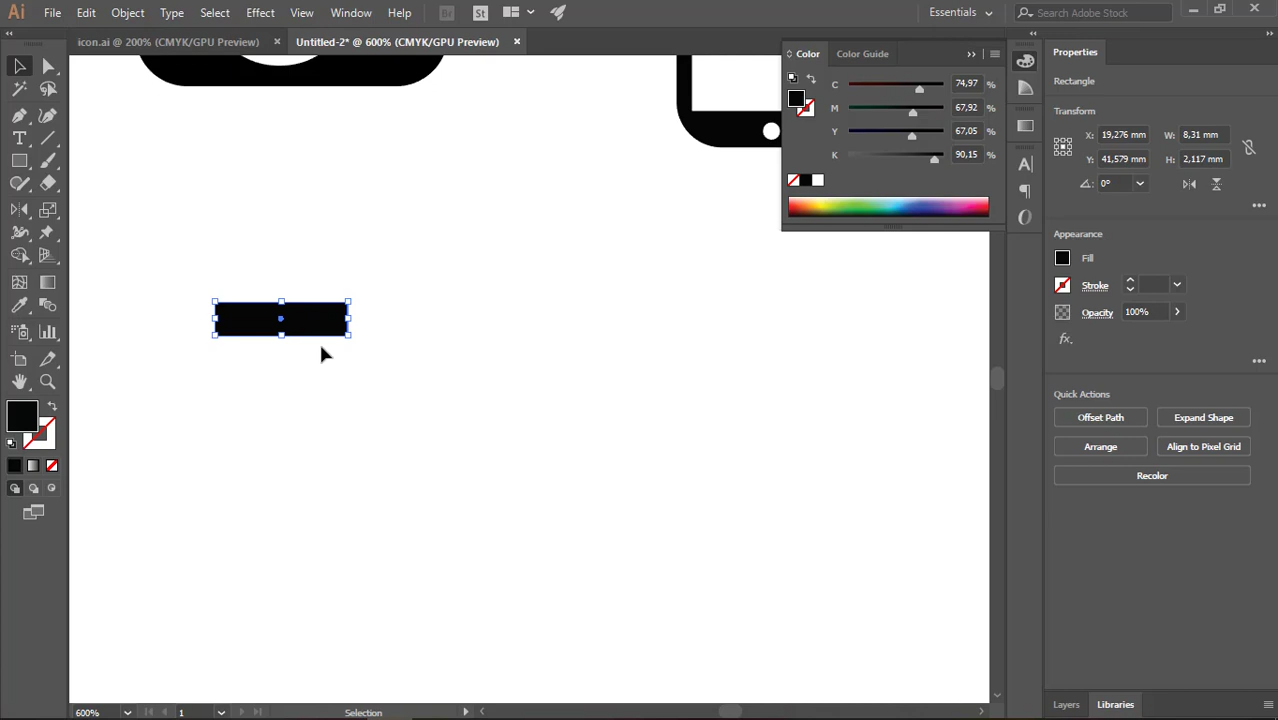 Ai File Edit Object Type Select Effect View Window Help Br St Essentials Search Adobe Stock
icon.ai @ 200% (CMYK/GPU Preview) × Untitled-2* @ 600% (CMYK/GPU Preview) ×
Color Color Guide
C 74,97 %
M 67,92 %
Y 67,05 %
K 90,15 %
Properties
Rectangle
Transform
X: 19,276 mm W: 8,31 mm
Y: 41,579 mm H: 2,117 mm
0°
Appearance
Fill
Stroke
Opacity 100%
fx.
Quick Actions
Offset Path Expand Shape
Arrange Align to Pixel Grid
Recolor
Layers Libraries
600% 1 Selection